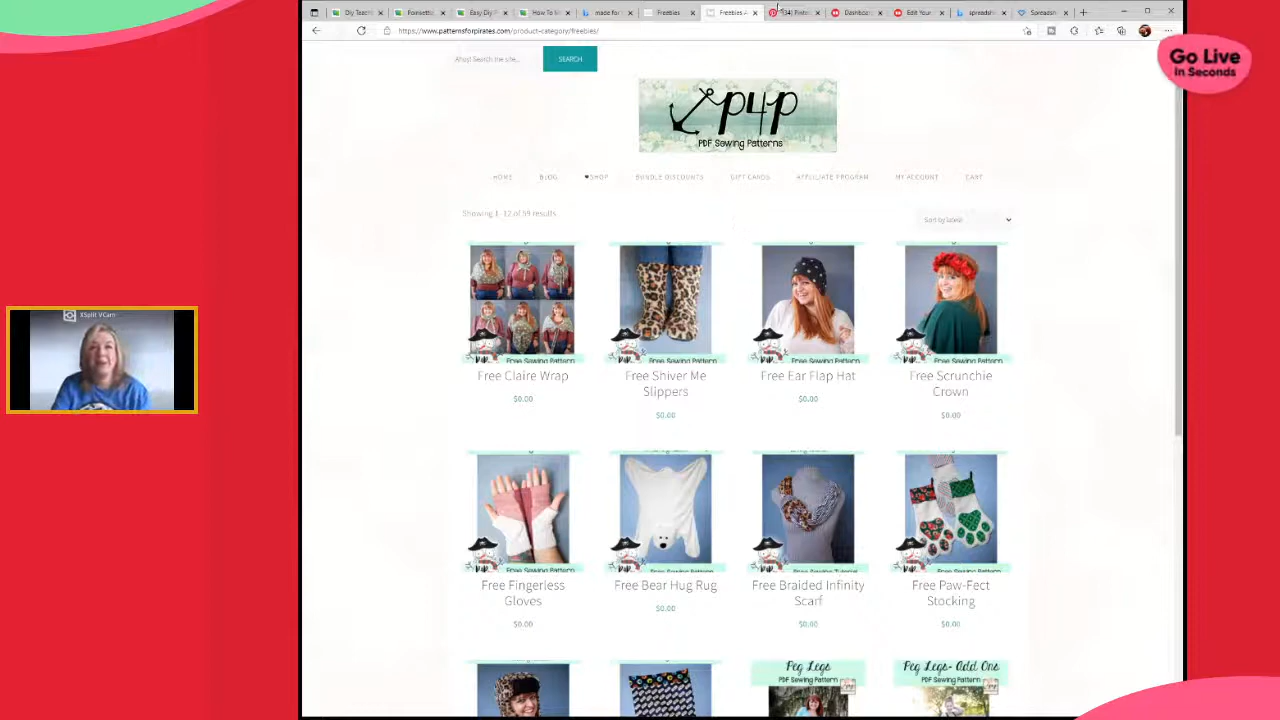 Diy Teach
Formsettin
Easy Diy P
How To M
made for
Freebies
Freebies A
(34) Pinter
Dashboar
Edit Your
spreadsh
Spreadsh
https://www.patternsforpirates.com/product-category/freebies/
Go Live
in Seconds
Ahoy! Search the site...
SEARCH
P4P
PDF Sewing Patterns
HOME BLOG ♥SHOP BUNDLE DISCOUNTS GIFT CARDS AFFILIATE PROGRAM MY ACCOUNT CART
Showing 1–12 of 59 results
Sort by latest
XSplit VCam
Free Sewing Pattern
Free Sewing Pattern
Free Sewing Pattern
Free Sewing Pattern
Free Claire Wrap
$0.00
Free Shiver Me
Slippers
$0.00
Free Ear Flap Hat
$0.00
Free Scrunchie
Crown
$0.00
Free Sewing Pattern
Free Sewing Pattern
Free Sewing Tutorial
Free Sewing Pattern
Free Fingerless
Gloves
$0.00
Free Bear Hug Rug
$0.00
Free Braided Infinity
Scarf
$0.00
Free Paw-Fect
Stocking
$0.00
Peg Legs
PDF Sewing Pattern
Peg Legs- Add Ons
PDF Sewing Pattern